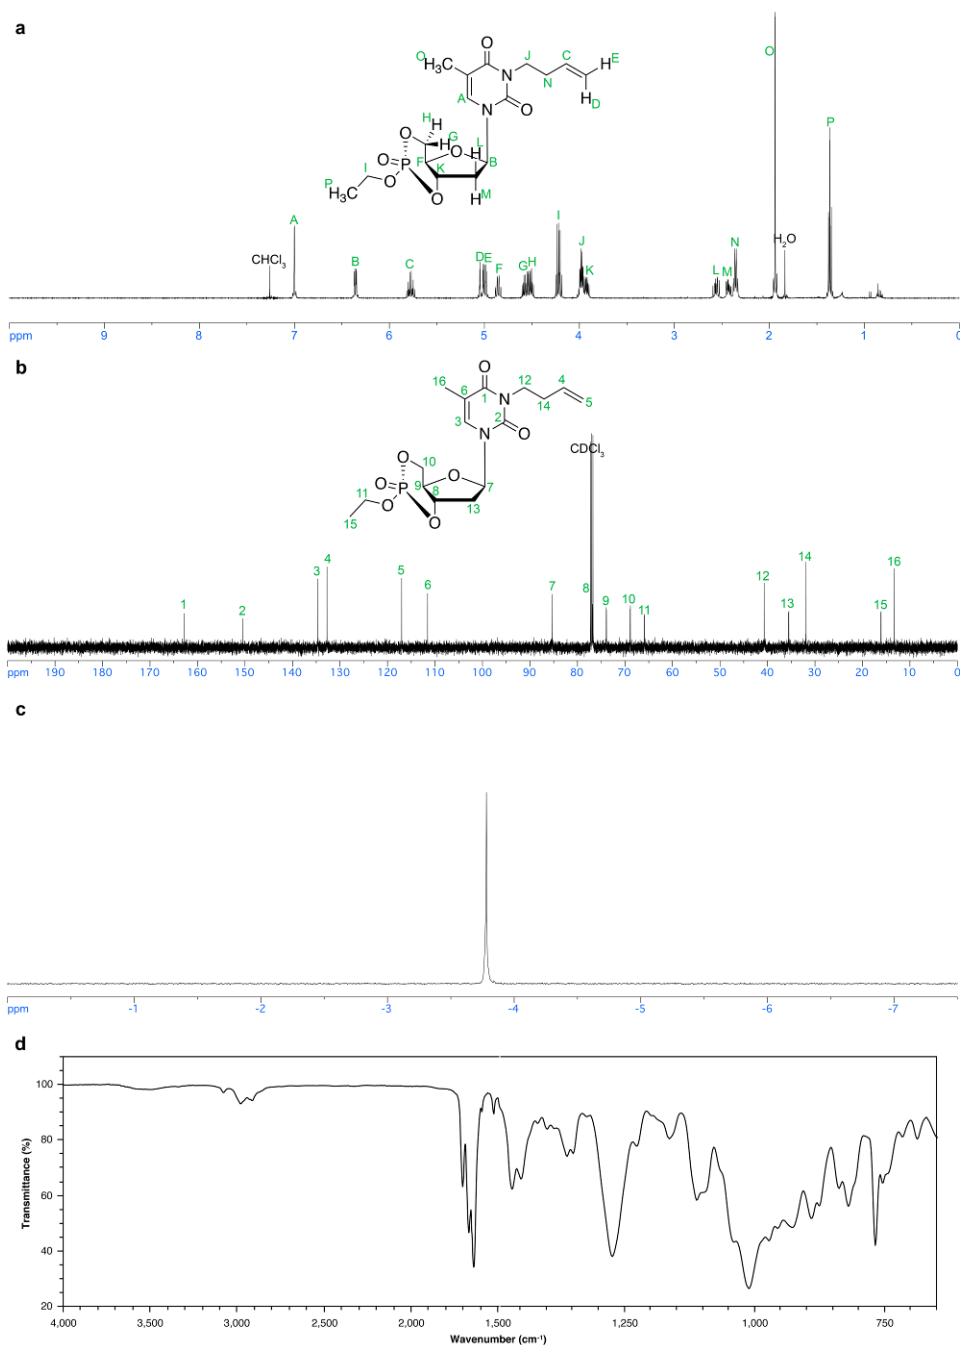 a
O H₃C O N J C H E
N H D
A N O
H H
O G L H
O=P F O B
K
P I O H M
H₃C O
O
P
A
I
H₂O
CHCl₃
J
N
B C D E F G H K L M
ppm 9 8 7 6 5 4 3 2 1 0
b
16 O 12 4
6 1 N 14 5
3 2 O
N
CDCl₃
O 10
O=P 9 O 8 7
11 O 13
15 O
1 2 3 4 5 6 7 8 9 10 11 12 13 14 15 16
ppm 190 180 170 160 150 140 130 120 110 100 90 80 70 60 50 40 30 20 10 0
c
ppm -1 -2 -3 -4 -5 -6 -7
d
100
80
60
40
20
Transmittance (%)
4,000 3,500 3,000 2,500 2,000 1,500 1,250 1,000 750
Wavenumber (cm⁻¹)